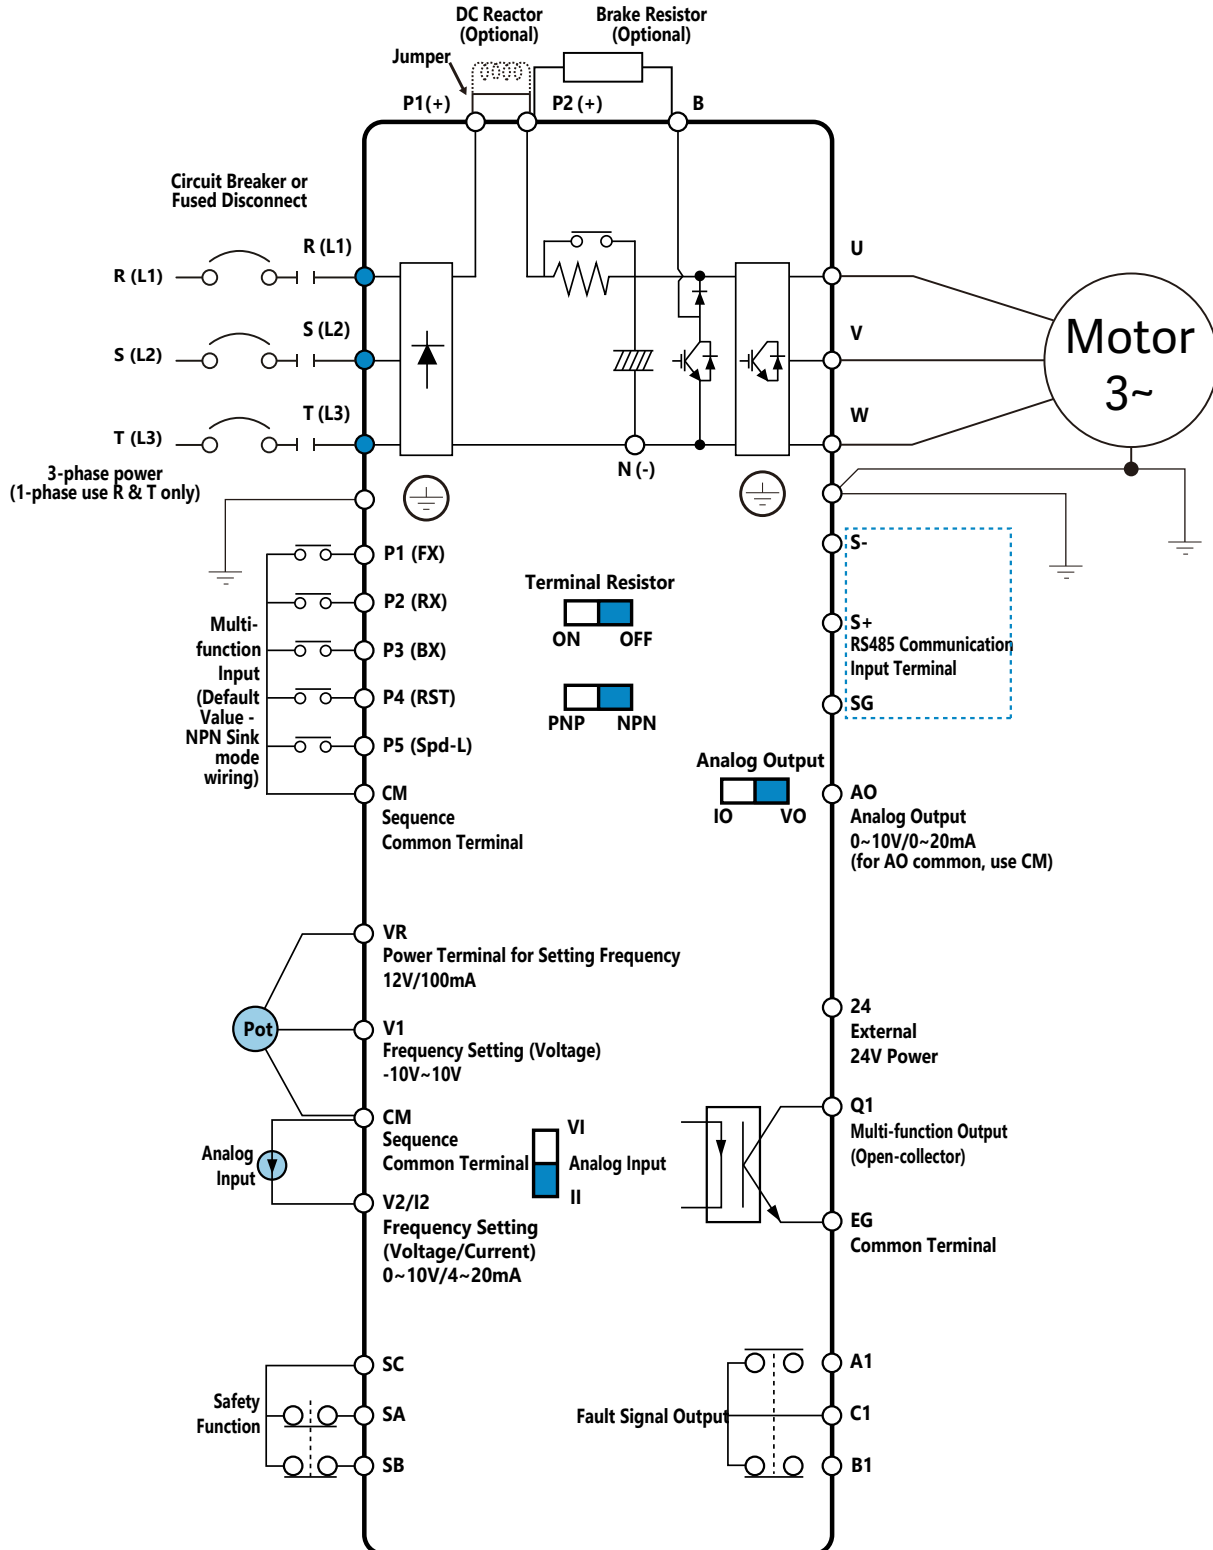 DC Reactor
(Optional)
Brake Resistor
(Optional)
Jumper
P1(+)
P2 (+)
B
Circuit Breaker or
Fused Disconnect
R (L1)
R (L1)
S (L2)
S (L2)
T (L3)
T (L3)
3-phase power
(1-phase use R & T only)
N (-)
U
V
W
Motor
3~
P1 (FX)
P2 (RX)
P3 (BX)
P4 (RST)
P5 (Spd-L)
CM
Sequence
Common Terminal
Multi-
function
Input
(Default
Value -
NPN Sink
mode
wiring)
Terminal Resistor
ON
OFF
PNP
NPN
Analog Output
IO
VO
S-
S+
RS485 Communication
Input Terminal
SG
AO
Analog Output
0~10V/0~20mA
(for AO common, use CM)
VR
Power Terminal for Setting Frequency
12V/100mA
Pot
V1
Frequency Setting (Voltage)
-10V~10V
CM
Sequence
Common Terminal
Analog
Input
V2/I2
Frequency Setting
(Voltage/Current)
0~10V/4~20mA
VI
Analog Input
II
24
External
24V Power
Q1
Multi-function Output
(Open-collector)
EG
Common Terminal
Safety
Function
SC
SA
SB
Fault Signal Output
A1
C1
B1